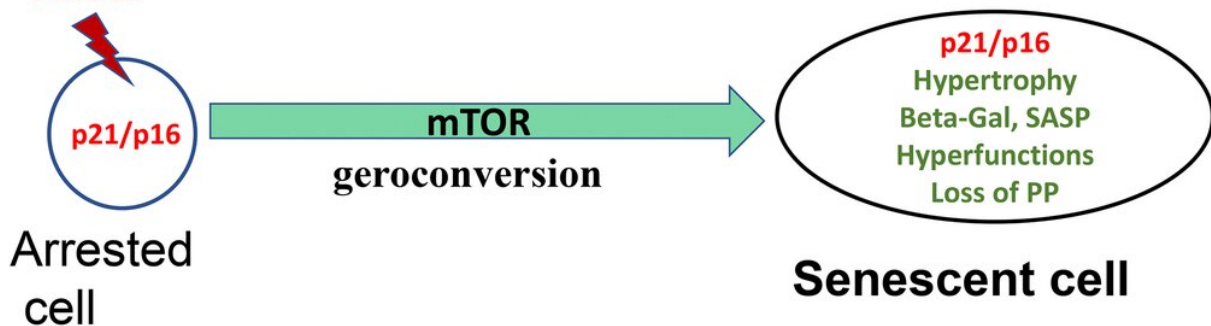 p21/p16
mTOR
geroconversion
Arrested
cell
p21/p16
Hypertrophy
Beta-Gal, SASP
Hyperfunctions
Loss of PP
Senescent cell